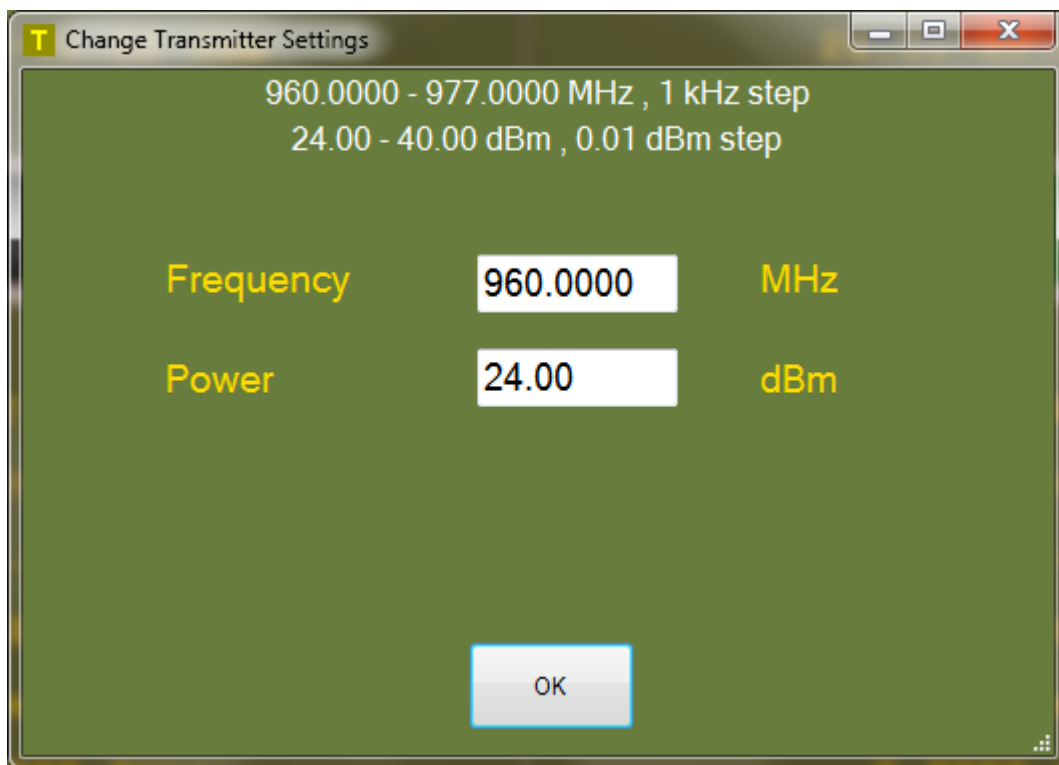 T Change Transmitter Settings
960.0000 - 977.0000 MHz , 1 kHz step
24.00 - 40.00 dBm , 0.01 dBm step
Frequency 960.0000 MHz
Power 24.00 dBm
OK